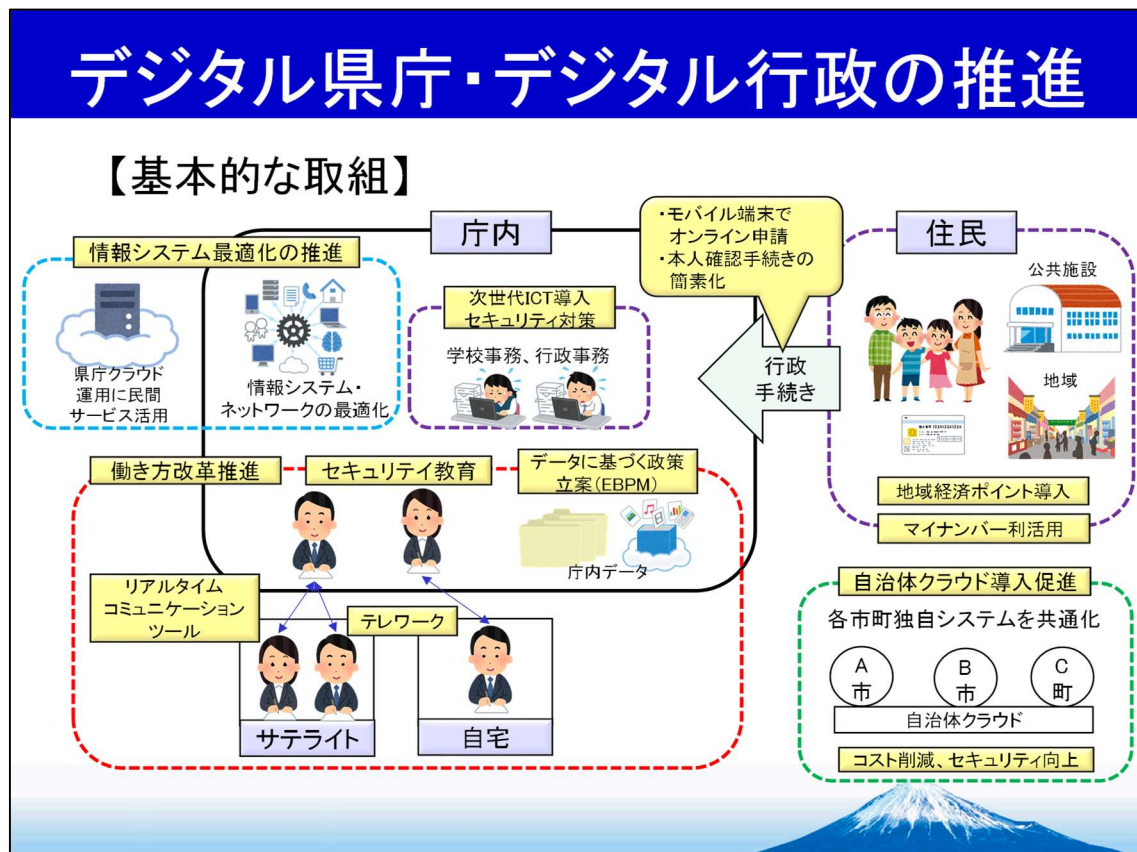 デジタル県庁・デジタル行政の推進
【基本的な取組】
庁内
・モバイル端末で
オンライン申請
・本人確認手続きの
簡素化
住民
情報システム最適化の推進
県庁クラウド
運用に民間
サービス活用
情報システム・
ネットワークの最適化
次世代ICT導入
セキュリティ対策
学校事務、行政事務
行政
手続き
公共施設
地域
地域経済ポイント導入
マイナンバー利活用
働き方改革推進
セキュリテイ教育
データに基づく政策
立案(EBPM)
庁内データ
リアルタイム
コミュニケーション
ツール
テレワーク
サテライト
自宅
自治体クラウド導入促進
各市町独自システムを共通化
A
市
B
市
C
町
自治体クラウド
コスト削減、セキュリティ向上